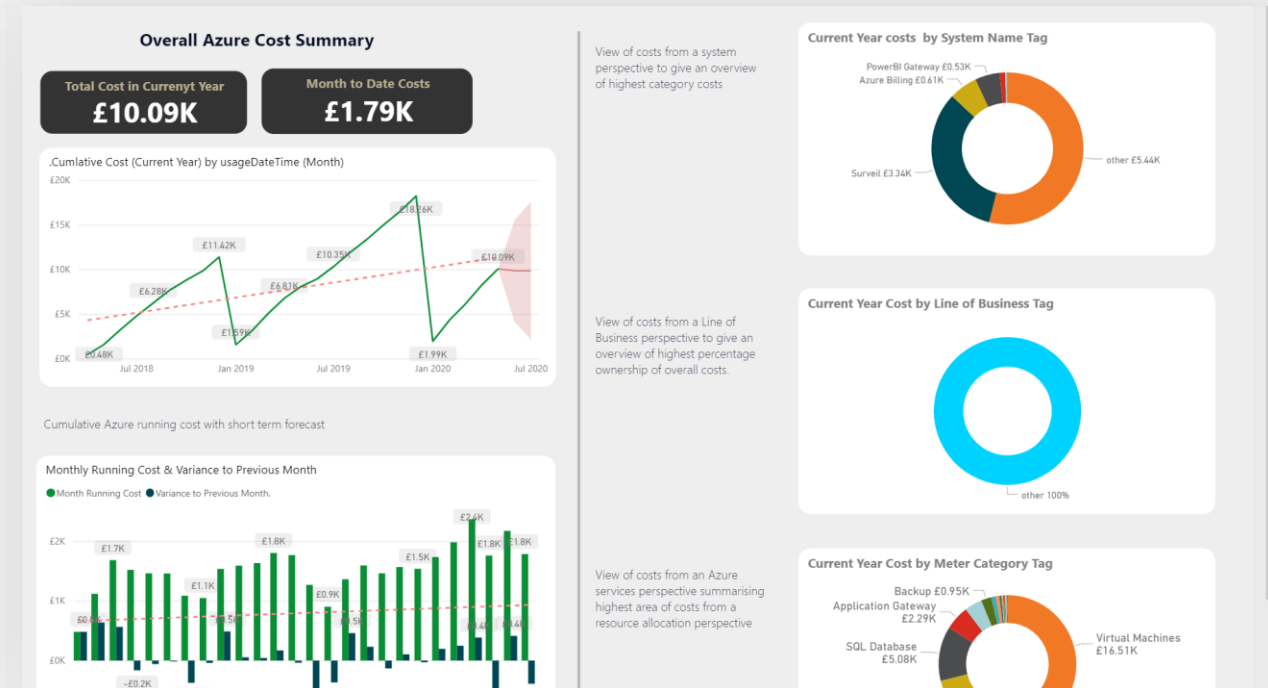 Overall Azure Cost Summary
Total Cost in Currenyt Year
£10.09K
Month to Date Costs
£1.79K
.Cumlative Cost (Current Year) by usageDateTime (Month)
£20K
£15K
£10K
£5K
£0K
£0.48K
£6.28K
£11.42K
£1.59K
£6.81K
£10.35K
£18.26K
£1.99K
£10.09K
Jul 2018
Jan 2019
Jul 2019
Jan 2020
Jul 2020
Cumulative Azure running cost with short term forecast
Monthly Running Cost & Variance to Previous Month
Month Running Cost
Variance to Previous Month.
£2K
£1K
£0K
£1.7K
-£0.2K
£1.1K
£1.8K
£0.9K
£1.5K
£2.4K
£1.8K
£1.8K
View of costs from a system
perspective to give an overview
of highest category costs
Current Year costs by System Name Tag
PowerBI Gateway £0.53K
Azure Billing £0.61K
Surveil £3.34K
other £5.44K
View of costs from a Line of
Business perspective to give an
overview of highest percentage
ownership of overall costs.
Current Year Cost by Line of Business Tag
other 100%
View of costs from an Azure
services perspective summarising
highest area of costs from a
resource allocation perspective
Current Year Cost by Meter Category Tag
Backup £0.95K
Application Gateway
£2.29K
SQL Database
£5.08K
Virtual Machines
£16.51K